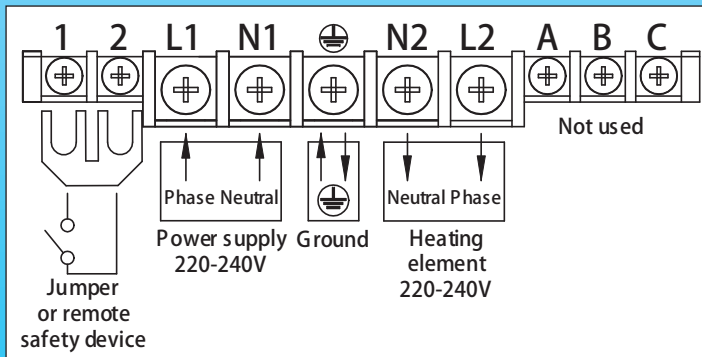 1 2 L1 N1 N2 L2 A B C
Not used
Phase Neutral
Neutral Phase
Power supply
220-240V
Ground
Heating
element
220-240V
Jumper
or remote
safety device